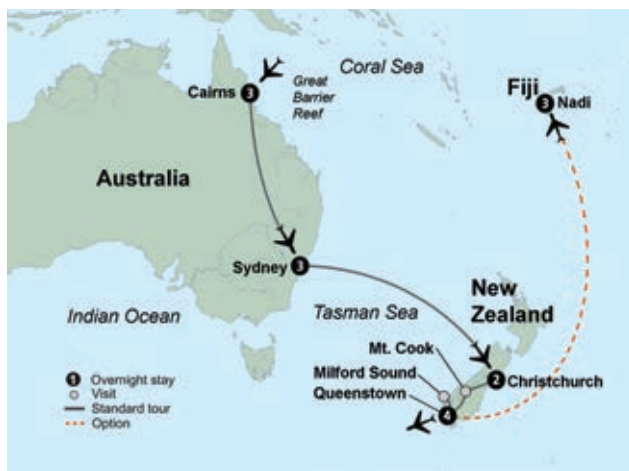 Coral Sea
Great
Barrier
Reef
Cairns
3
Fiji
3
Nadi
Australia
Sydney
3
New
Zealand
Indian Ocean
Tasman Sea
Mt. Cook
Milford Sound
2
Christchurch
Queenstown
4
1 Overnight stay
Visit
Standard tour
Option